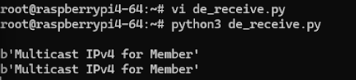 root@raspberrypi4-64:~# vi de_receive.py
root@raspberrypi4-64:~# python3 de_receive.py
b'Multicast IPv4 for Member'
b'Multicast IPv4 for Member'